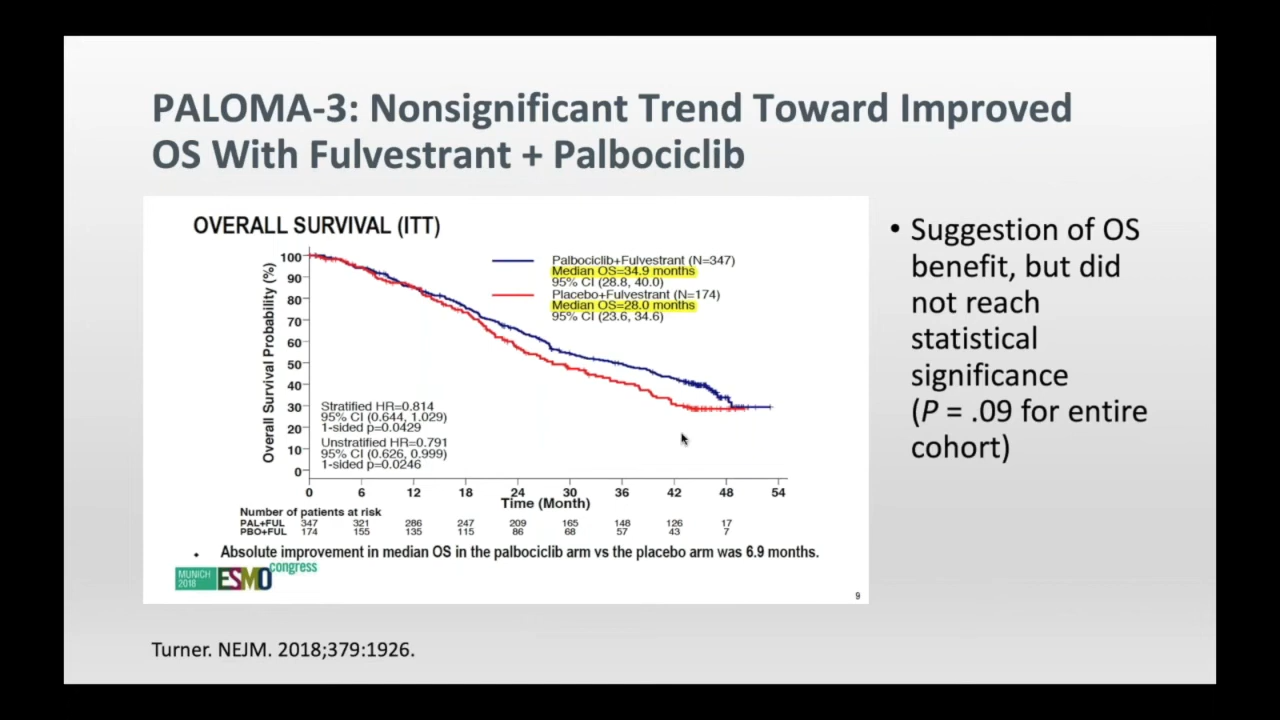 PALOMA-3: Nonsignificant Trend Toward Improved
OS With Fulvestrant + Palbociclib
OVERALL SURVIVAL (ITT)
Overall Survival Probability (%)
100
90
80
70
60
50
40
30
20
10
0
Palbociclib+Fulvestrant (N=347)
Median OS=34.9 months
95% CI (28.8, 40.0)
Placebo+Fulvestrant (N=174)
Median OS=28.0 months
95% CI (23.6, 34.6)
Stratified HR=0.814
95% CI (0.644, 1.029)
1-sided p=0.0429
Unstratified HR=0.791
95% CI (0.626, 0.999)
1-sided p=0.0246
0 6 12 18 24 30 36 42 48 54
Time (Month)
Number of patients at risk
PAL+FUL 347 321 286 247 209 165 148 126 17
PBO+FUL 174 155 135 115 86 68 57 43 7
• Absolute improvement in median OS in the palbociclib arm vs the placebo arm was 6.9 months.
MUNICH
2018
ESMO congress
9
• Suggestion of OS
benefit, but did
not reach
statistical
significance
(P = .09 for entire
cohort)
Turner. NEJM. 2018;379:1926.